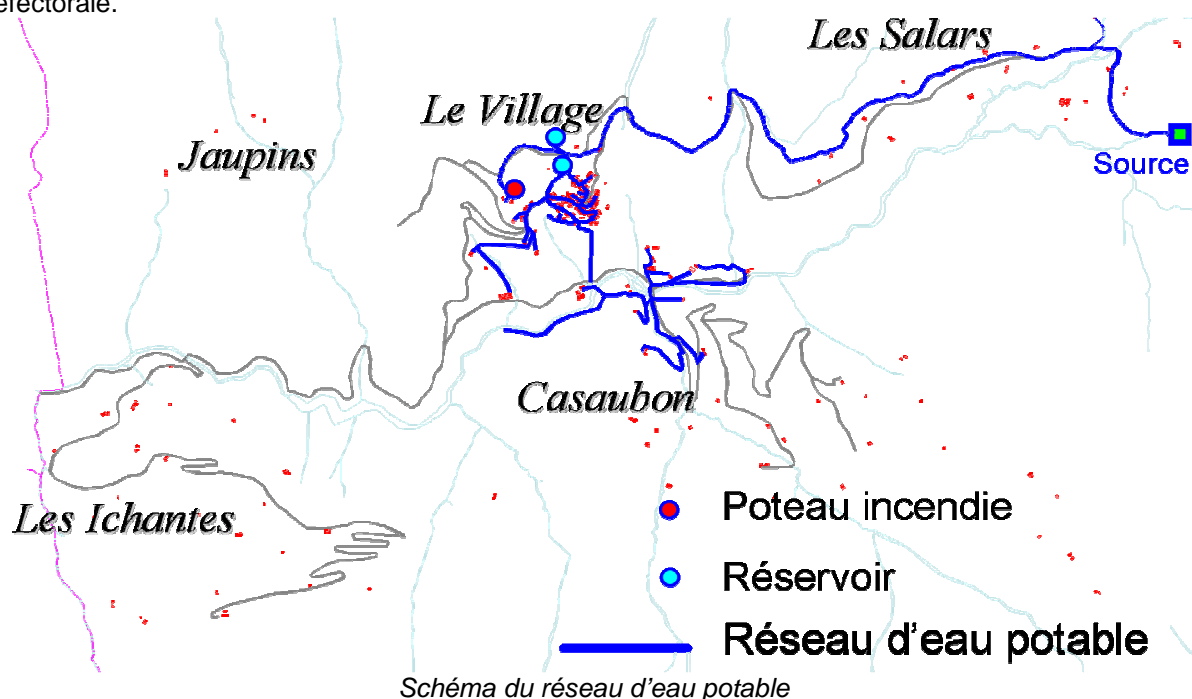 éfectorale.
Les Salars
Le Village
Jaupins
Source
Casaubon
Les Ichantes
Poteau incendie
Réservoir
Réseau d'eau potable
Schéma du réseau d'eau potable